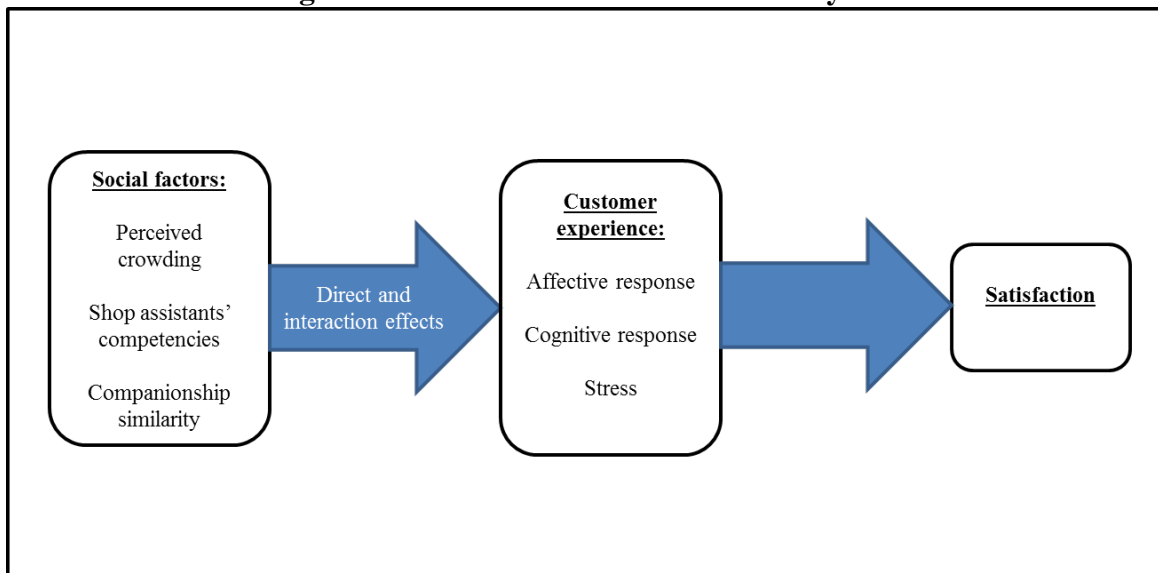 Social factors:
Perceived
crowding
Shop assistants’
competencies
Companionship
similarity
Direct and
interaction effects
Customer
experience:
Affective response
Cognitive response
Stress
Satisfaction